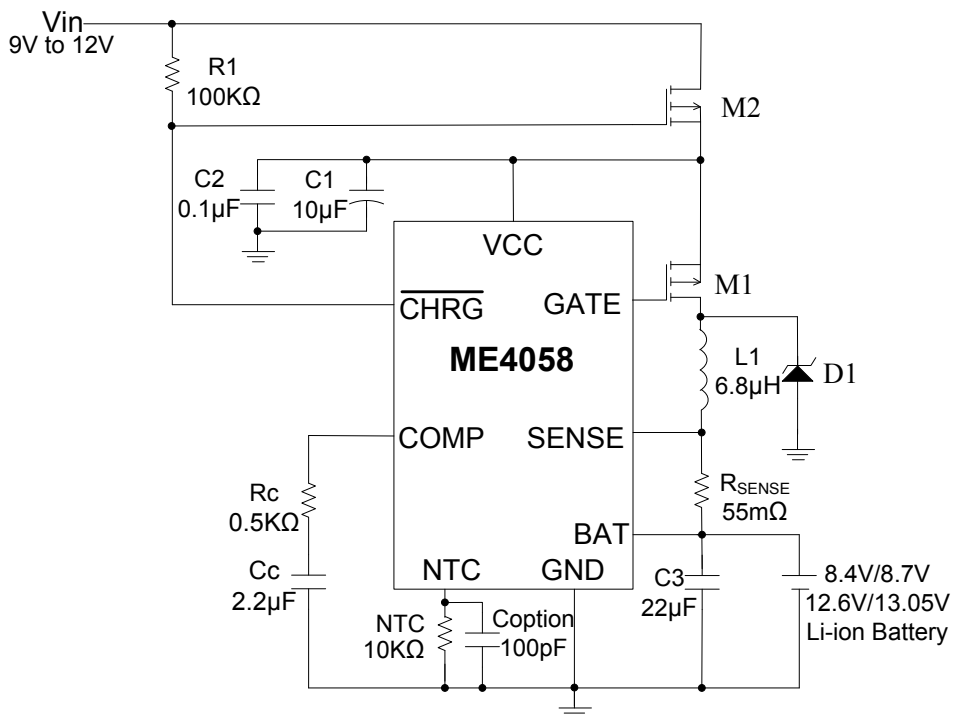 Vin
9V to 12V
R1
100KΩ
M2
C2
0.1µF
C1
10µF
VCC
CHRG
GATE
M1
ME4058
L1
6.8µH
D1
COMP
SENSE
Rc
0.5KΩ
RSENSE
55mΩ
BAT
Cc
2.2µF
NTC
GND
C3
22µF
8.4V/8.7V
12.6V/13.05V
Li-ion Battery
NTC
10KΩ
Coption
100pF